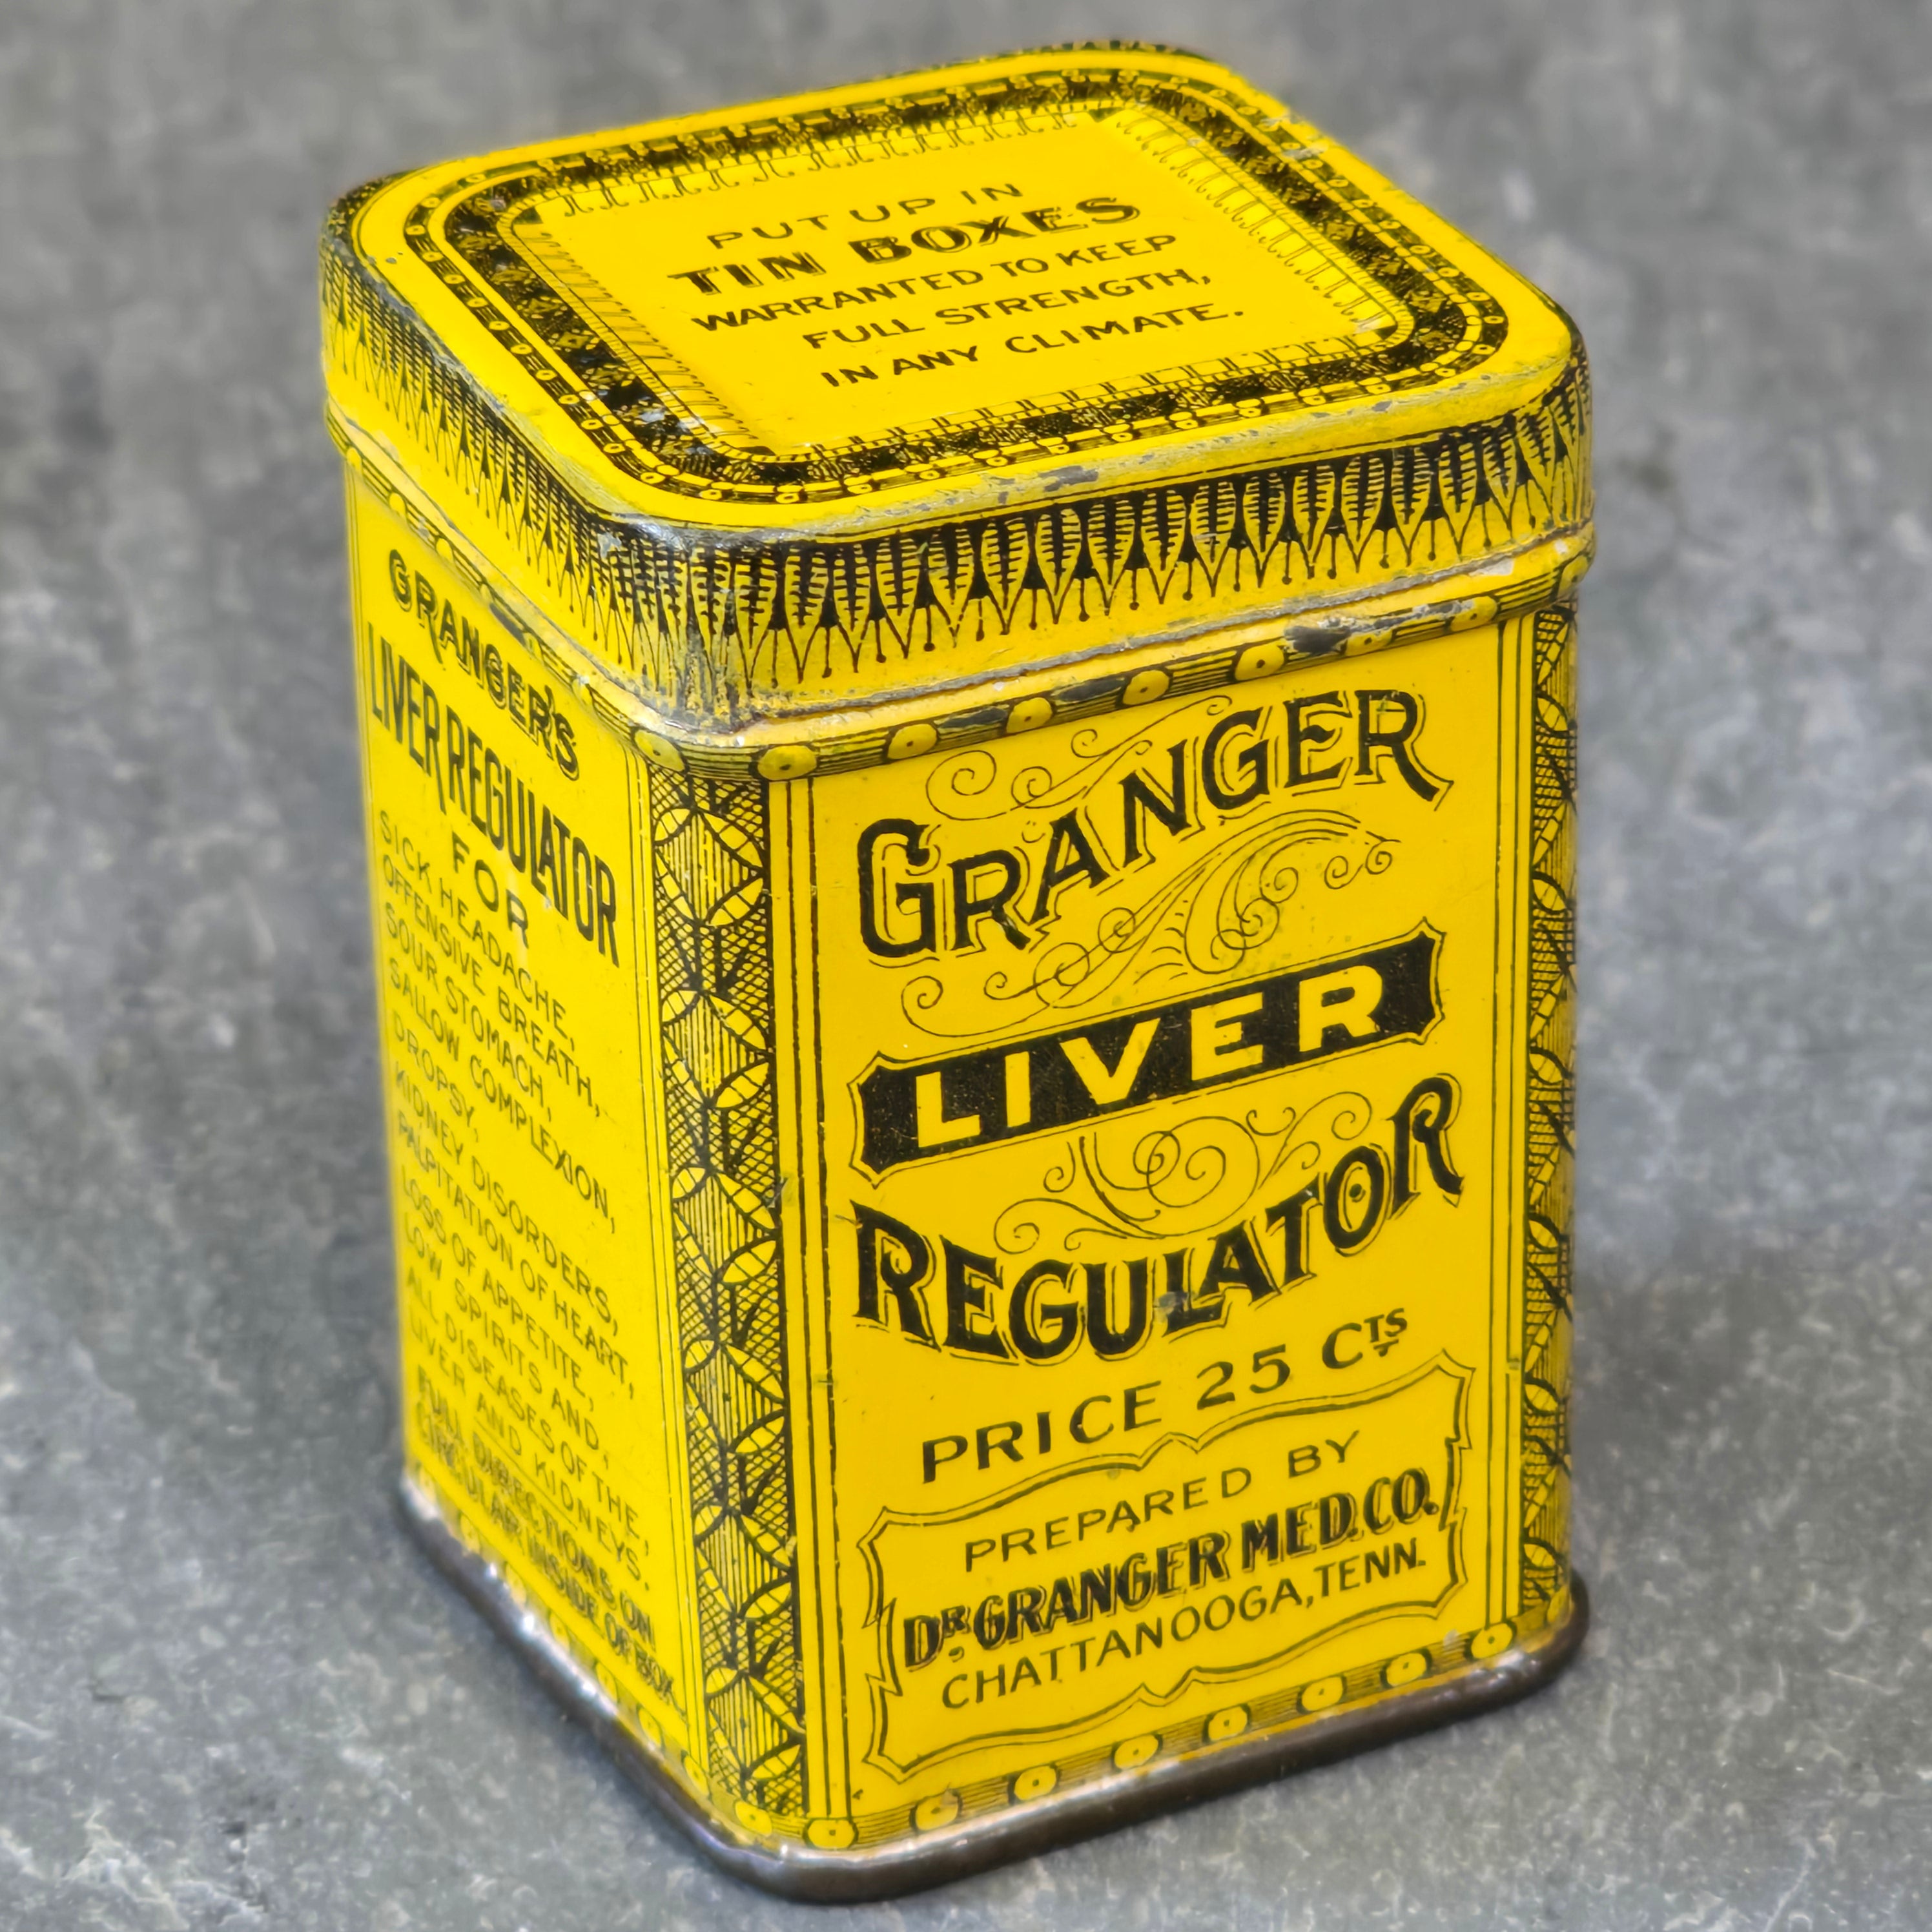 PUT UP IN
TIN BOXES
WARRANTED TO KEEP
FULL STRENGTH,
IN ANY CLIMATE.
GRANGER'S
LIVER REGULATOR
FOR
SICK HEADACHE,
OFFENSIVE BREATH,
SOUR STOMACH,
SALLOW COMPLEXION,
DROPSY,
KIDNEY DISORDERS,
PALPITATION OF HEART,
LOSS OF APPETITE,
LOW SPIRITS AND,
ALL DISEASES OF THE,
LIVER AND KIDNEYS.
FULL DIRECTIONS ON
CIRCULAR INSIDE OF BOX.
GRANGER
LIVER
REGULATOR
PRICE 25 CTS
PREPARED BY
DR. GRANGER MED. CO.
CHATTANOOGA, TENN.